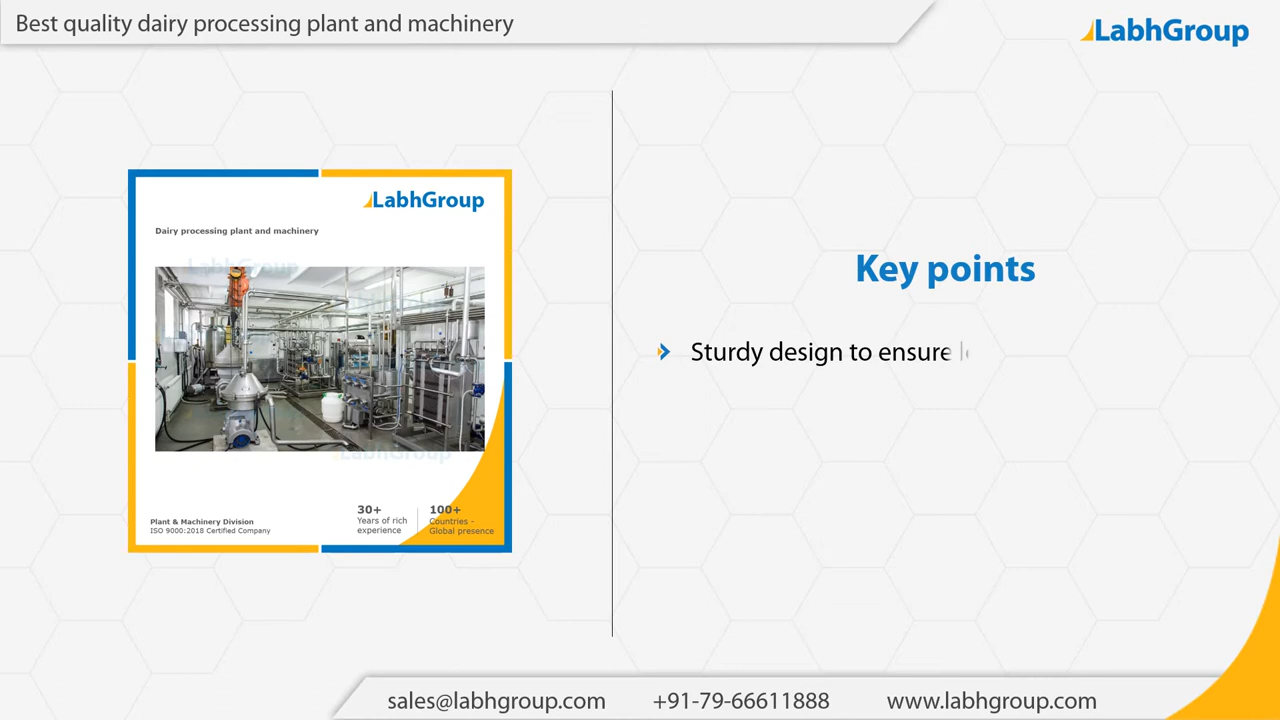 Best quality dairy processing plant and machinery
LabhGroup
LabhGroup
Dairy processing plant and machinery
LabhGroup
LabhGroup
30+
Years of rich
experience
100+
Countries -
Global presence
Plant & Machinery Division
ISO 9000:2018 Certified Company
Key points
Sturdy design to ensure
sales@labhgroup.com
+91-79-66611888
www.labhgroup.com